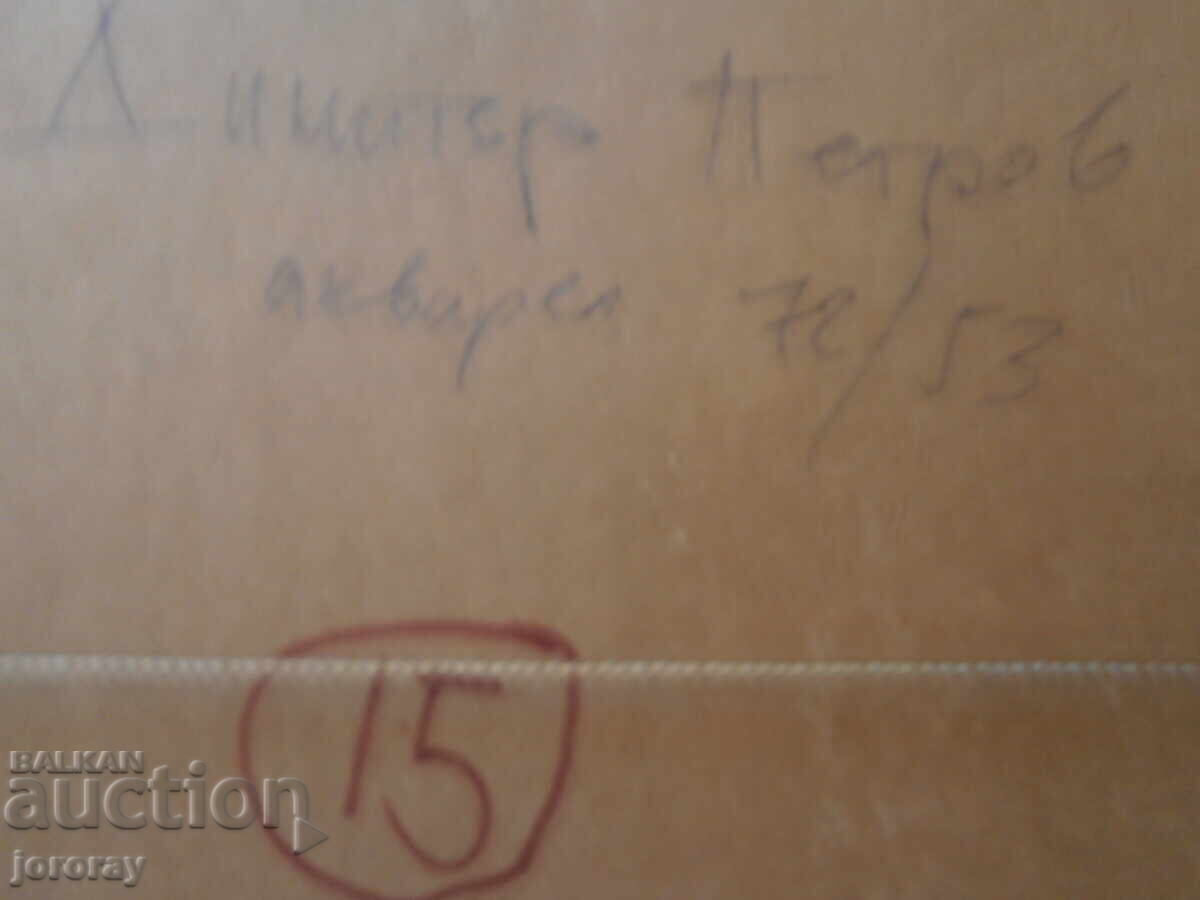 Димитър Петров
акварел 72/53
15
BALKAN
auction
jororay